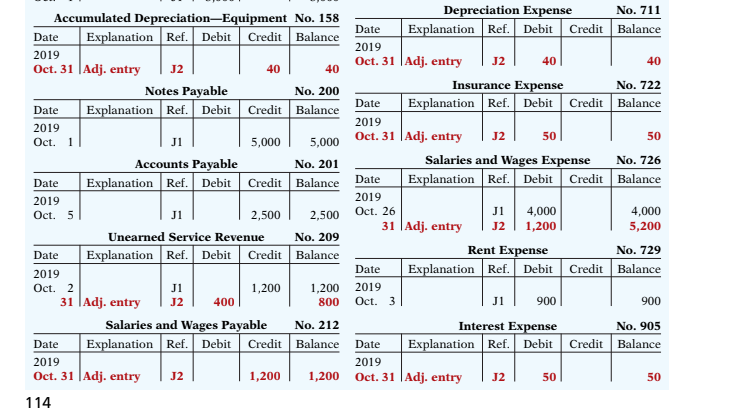 Accumulated Depreciation—Equipment No. 158
Date Explanation Ref. Debit Credit Balance
2019
Oct. 31 Adj. entry J2 40 40
Notes Payable No. 200
Date Explanation Ref. Debit Credit Balance
2019
Oct. 1 J1 5,000 5,000
Accounts Payable No. 201
Date Explanation Ref. Debit Credit Balance
2019
Oct. 5 J1 2,500 2,500
Unearned Service Revenue No. 209
Date Explanation Ref. Debit Credit Balance
2019
Oct. 2 J1 1,200 1,200
31 Adj. entry J2 400 800
Salaries and Wages Payable No. 212
Date Explanation Ref. Debit Credit Balance
2019
Oct. 31 Adj. entry J2 1,200 1,200
Depreciation Expense No. 711
Date Explanation Ref. Debit Credit Balance
2019
Oct. 31 Adj. entry J2 40 40
Insurance Expense No. 722
Date Explanation Ref. Debit Credit Balance
2019
Oct. 31 Adj. entry J2 50 50
Salaries and Wages Expense No. 726
Date Explanation Ref. Debit Credit Balance
2019
Oct. 26 J1 4,000 4,000
31 Adj. entry J2 1,200 5,200
Rent Expense No. 729
Date Explanation Ref. Debit Credit Balance
2019
Oct. 3 J1 900 900
Interest Expense No. 905
Date Explanation Ref. Debit Credit Balance
2019
Oct. 31 Adj. entry J2 50 50
114